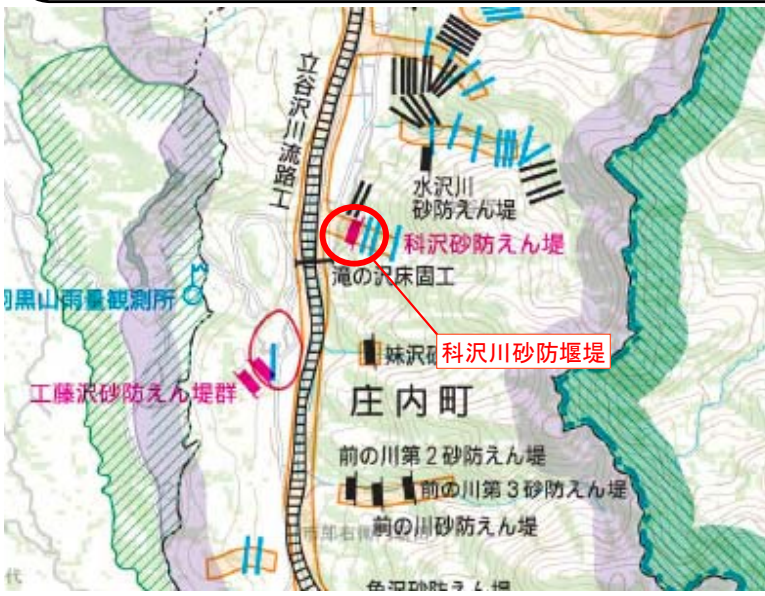 立谷沢川流路工
水沢川
砂防えん堤
科沢砂防えん堤
滝の沢床固工
黒山雨量観測所
科沢川砂防堰堤
妹沢砂
工藤沢砂防えん堤群
庄内町
前の川第2砂防えん堤
前の川第3砂防えん堤
前の川砂防えん堤
代